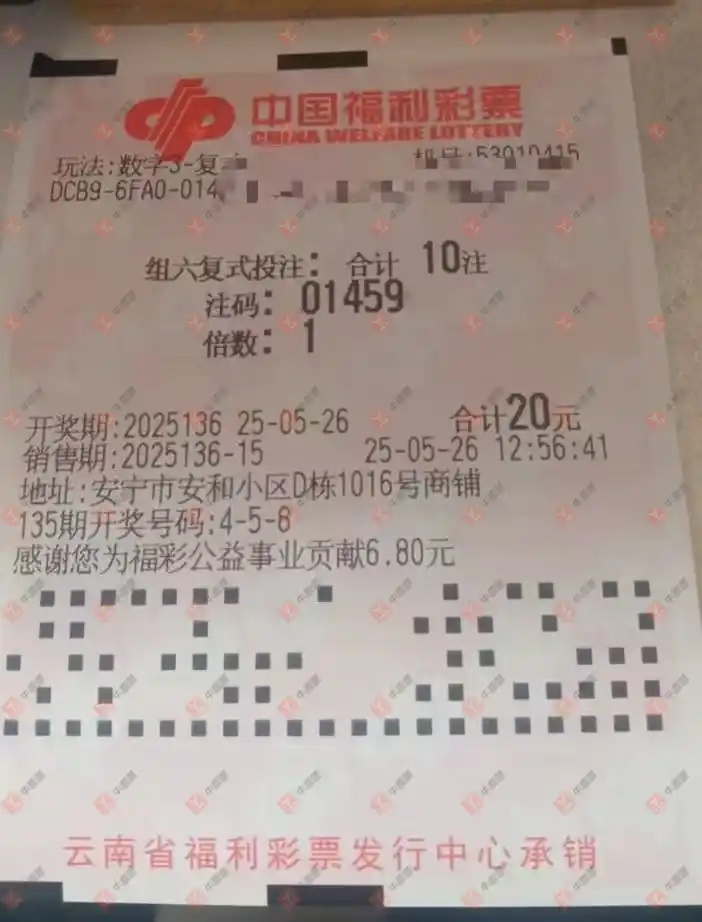 中国福利彩票
CHINA WELFARE LOTTERY
玩法:数字3-复式 机号:53010415
DCB9-6FA0-014
组六复式投注: 合计 10注
注码: 01459
倍数: 1
开奖期:2025136 25-05-26 合计20元
销售期:2025136-15 25-05-26 12:56:41
地址:安宁市安和小区D栋1016号商铺
135期开奖号码:4-5-6
感谢您为福彩公益事业贡献6.80元
云南省福利彩票发行中心承销